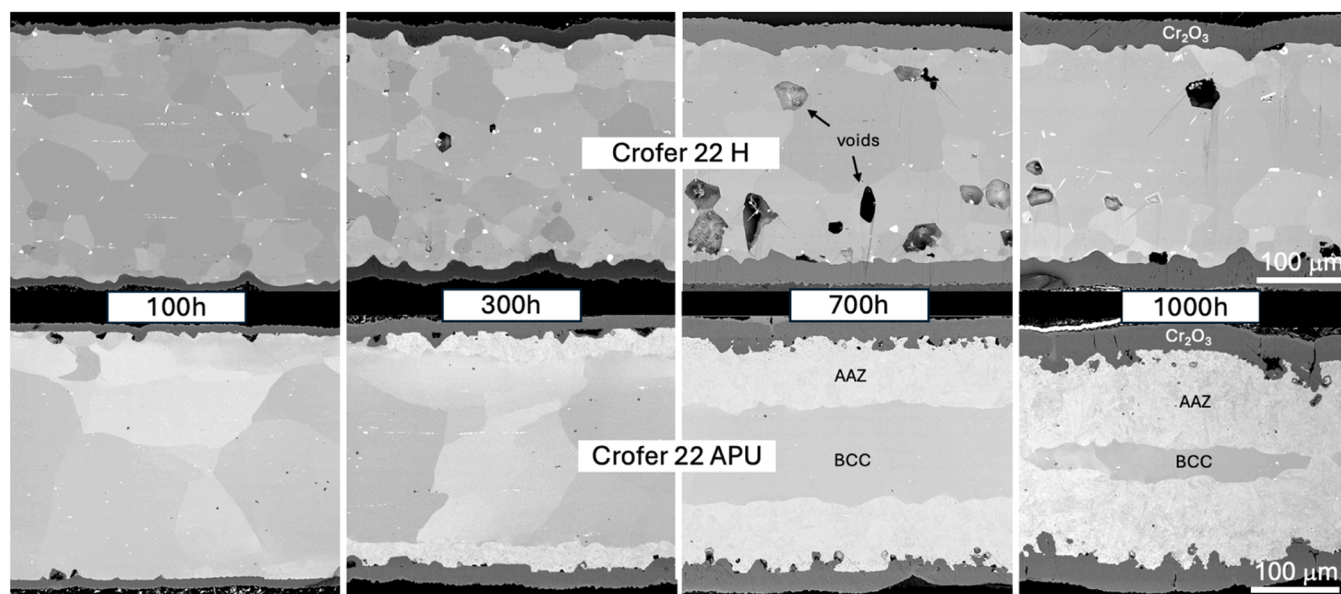 Cr₂O₃
voids
Crofer 22 H
100 μm
100h
300h
700h
1000h
Cr₂O₃
AAZ
AAZ
BCC
BCC
Crofer 22 APU
100 μm